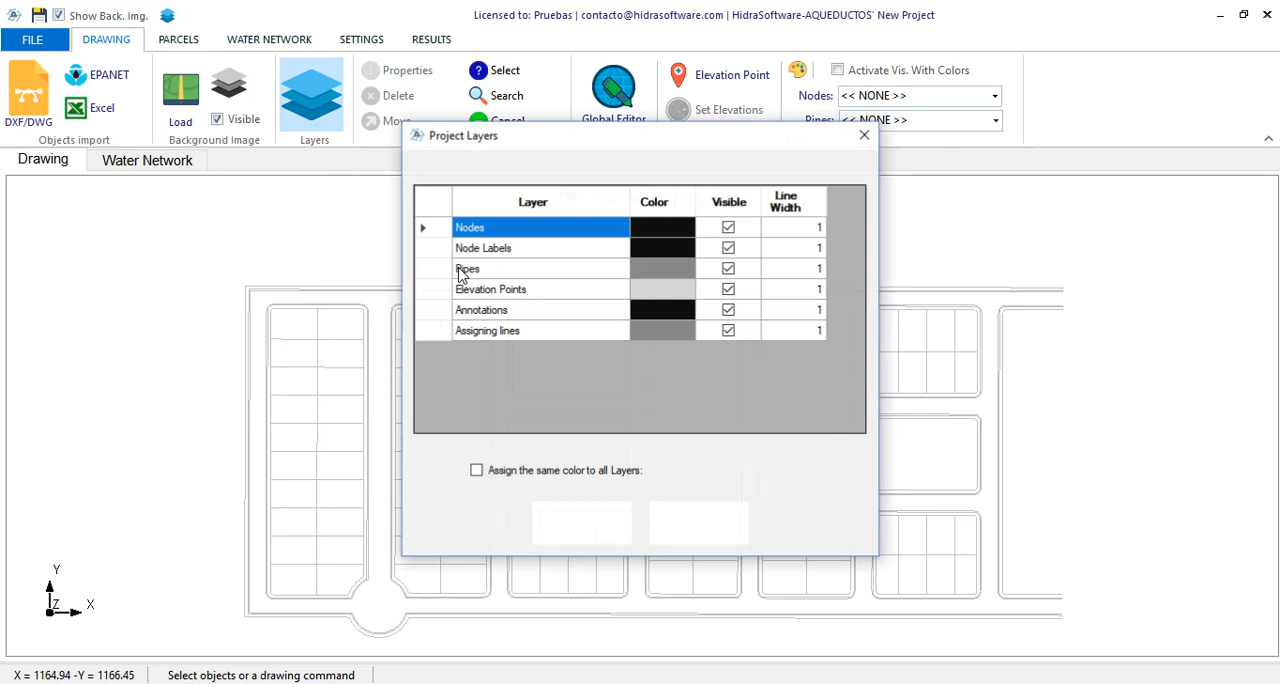 Show Back. Img.
Licensed to: Pruebas | contacto@hidrasoftware.com | HidraSoftware-AQUEDUCTOS' New Project
FILE DRAWING PARCELS WATER NETWORK SETTINGS RESULTS
DXF/DWG
EPANET
Excel
Objects import
Load
Visible
Background Image
Layers
Properties
Delete
Move
Select
Search
Cancel
Global Editor
Elevation Point
Set Elevations
Activate Vis. With Colors
Nodes: << NONE >>
Pipes: << NONE >>
Drawing Water Network
Project Layers
Layer Color Visible Line Width
Nodes 1
Node Labels 1
Pipes 1
Elevation Points 1
Annotations 1
Assigning lines 1
Assign the same color to all Layers:
Y
Z X
X = 1164.94 -Y = 1166.45 Select objects or a drawing command